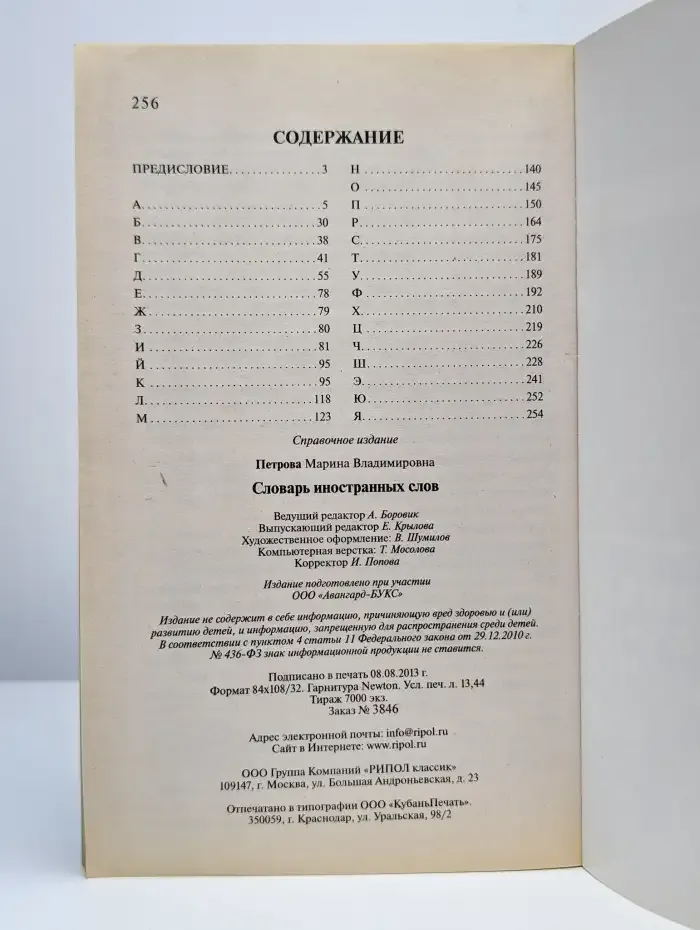 256
СОДЕРЖАНИЕ
ПРЕДИСЛОВИЕ. . . . . . . . . . . . . . . 3
А. . . . . . . . . . . . . . . . . . . . . . . . . . . . 5
Б. . . . . . . . . . . . . . . . . . . . . . . . . . . 30
В. . . . . . . . . . . . . . . . . . . . . . . . . . . 38
Г. . . . . . . . . . . . . . . . . . . . . . . . . . . 41
Д. . . . . . . . . . . . . . . . . . . . . . . . . . . 55
Е. . . . . . . . . . . . . . . . . . . . . . . . . . . 78
Ж. . . . . . . . . . . . . . . . . . . . . . . . . . . 79
З. . . . . . . . . . . . . . . . . . . . . . . . . . . 80
И . . . . . . . . . . . . . . . . . . . . . . . . . . . 81
Й . . . . . . . . . . . . . . . . . . . . . . . . . . . 95
К . . . . . . . . . . . . . . . . . . . . . . . . . . . 95
Л. . . . . . . . . . . . . . . . . . . . . . . . . . . 118
М . . . . . . . . . . . . . . . . . . . . . . . . . . . 123
Н . . . . . . . . . . . . . . . . . . . . . . . . . . . 140
О . . . . . . . . . . . . . . . . . . . . . . . . . . . 145
П . . . . . . . . . . . . . . . . . . . . . . . . . . . 150
Р. . . . . . . . . . . . . . . . . . . . . . . . . . . 164
С. . . . . . . . . . . . . . . . . . . . . . . . . . . 175
Т. . . . . . . . . . . . . . . . . . . . . . . . . . . 181
У. . . . . . . . . . . . . . . . . . . . . . . . . . . 189
Ф . . . . . . . . . . . . . . . . . . . . . . . . . . . 192
Х. . . . . . . . . . . . . . . . . . . . . . . . . . . 210
Ц . . . . . . . . . . . . . . . . . . . . . . . . . . . 219
Ч. . . . . . . . . . . . . . . . . . . . . . . . . . . 226
Ш. . . . . . . . . . . . . . . . . . . . . . . . . . . 228
Э. . . . . . . . . . . . . . . . . . . . . . . . . . . 241
Ю . . . . . . . . . . . . . . . . . . . . . . . . . . . 252
Я. . . . . . . . . . . . . . . . . . . . . . . . . . . 254
Справочное издание
Петрова Марина Владимировна
Словарь иностранных слов
Ведущий редактор А. Боровик
Выпускающий редактор Е. Крылова
Художественное оформление: В. Шумилов
Компьютерная верстка: Т. Мосолова
Корректор И. Попова
Издание подготовлено при участии
ООО «Авангард-БУКС»
Издание не содержит в себе информацию, причиняющую вред здоровью и (или)
развитию детей, и информацию, запрещенную для распространения среди детей.
В соответствии с пунктом 4 статьи 11 Федерального закона от 29.12.2010 г.
№ 436-ФЗ знак информационной продукции не ставится.
Подписано в печать 08.08.2013 г.
Формат 84x108/32. Гарнитура Newton. Усл. печ. л. 13,44
Тираж 7000 экз.
Заказ № 3846
Адрес электронной почты: info@ripol.ru
Сайт в Интернете: www.ripol.ru
ООО Группа Компаний «РИПОЛ классик»
109147, г. Москва, ул. Большая Андроньевская, д. 23
Отпечатано в типографии ООО «КубаньПечать».
350059, г. Краснодар, ул. Уральская, 98/2